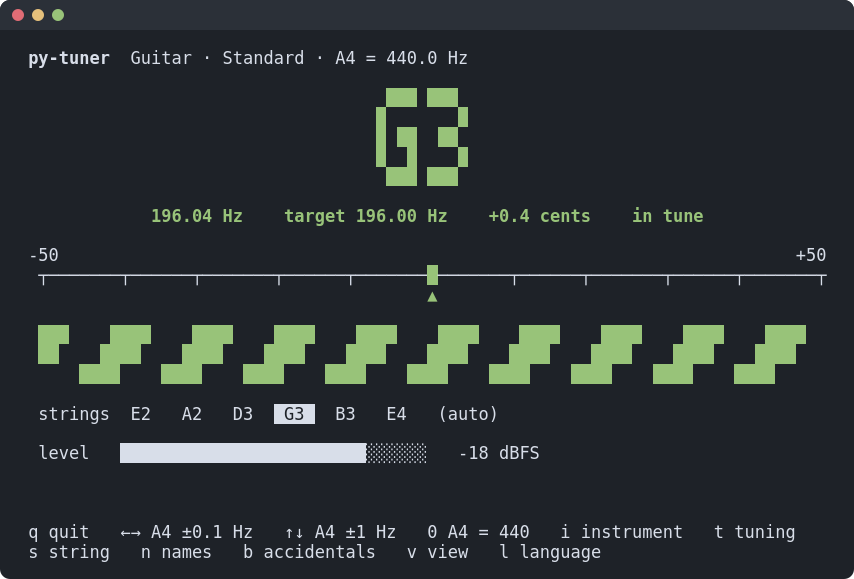 py-tuner  Guitar · Standard · A4 = 440.0 Hz
G3
196.04 Hz    target 196.00 Hz    +0.4 cents    in tune
-50    +50
▲
strings  E2   A2   D3   G3   B3   E4   (auto)
level    -18 dBFS
q quit   ←→ A4 ±0.1 Hz   ↑↓ A4 ±1 Hz   0 A4 = 440   i instrument   t tuning
s string   n names   b accidentals   v view   l language